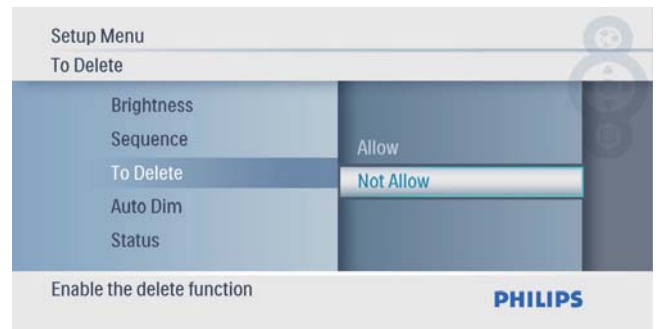 Setup Menu
To Delete
Brightness
Sequence
To Delete
Auto Dim
Status
Allow
Not Allow
Enable the delete function
PHILIPS